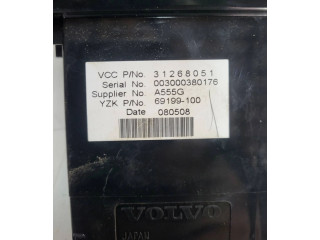 VCC P/No. 31268051
Serial No. 003000380176
Supplier No. A555G
YZK P/No. 69199-100
Date 080508
VOLVO
JAPAN